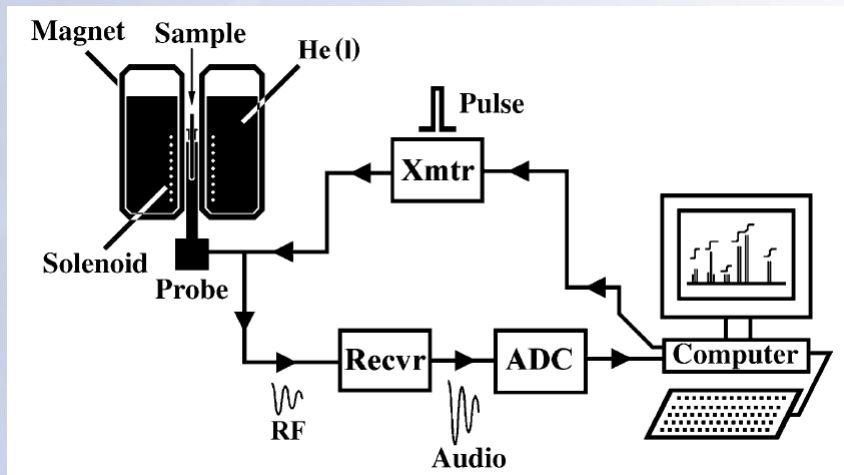 Magnet
Sample
He (l)
Pulse
Xmtr
Solenoid
Probe
Recvr
ADC
Computer
RF
Audio